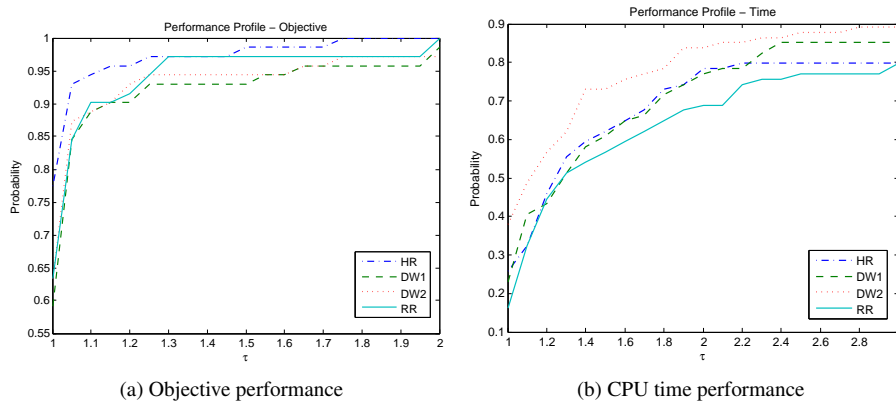 Performance Profile – Objective
1
0.95
0.9
0.85
0.8
0.75
0.7
0.65
0.6
0.55
Probability
1
1.1
1.2
1.3
1.4
1.5
1.6
1.7
1.8
1.9
2
τ
HR
DW1
DW2
RR
(a) Objective performance
Performance Profile – Time
0.9
0.8
0.7
0.6
0.5
0.4
0.3
0.2
0.1
Probability
1
1.2
1.4
1.6
1.8
2
2.2
2.4
2.6
2.8
τ
HR
DW1
DW2
RR
(b) CPU time performance